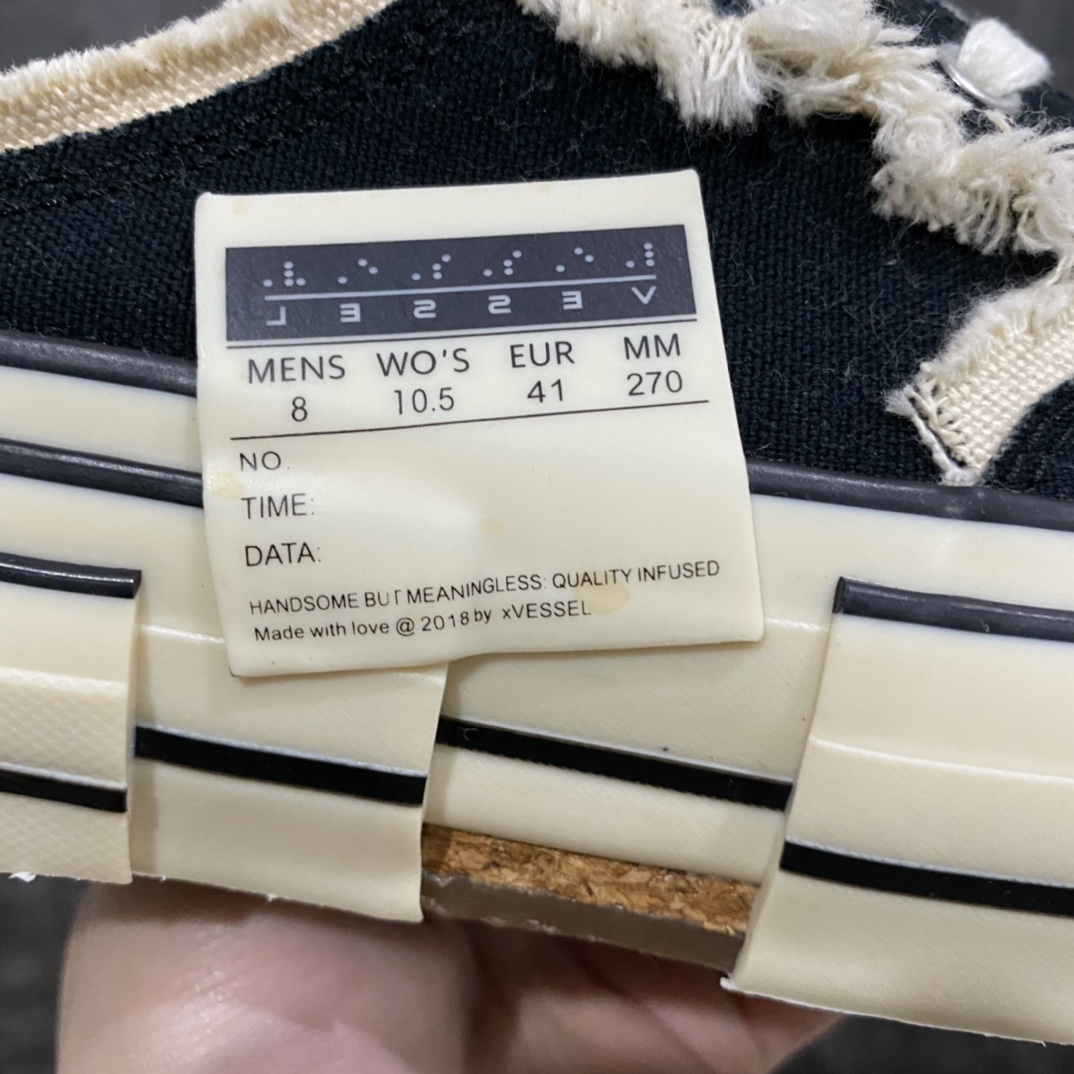 VESSEL
MENS WO'S EUR MM
8 10.5 41 270
NO.
TIME:
DATA:
HANDSOME BUT MEANINGLESS: QUALITY INFUSED
Made with love @ 2018 by xVESSEL